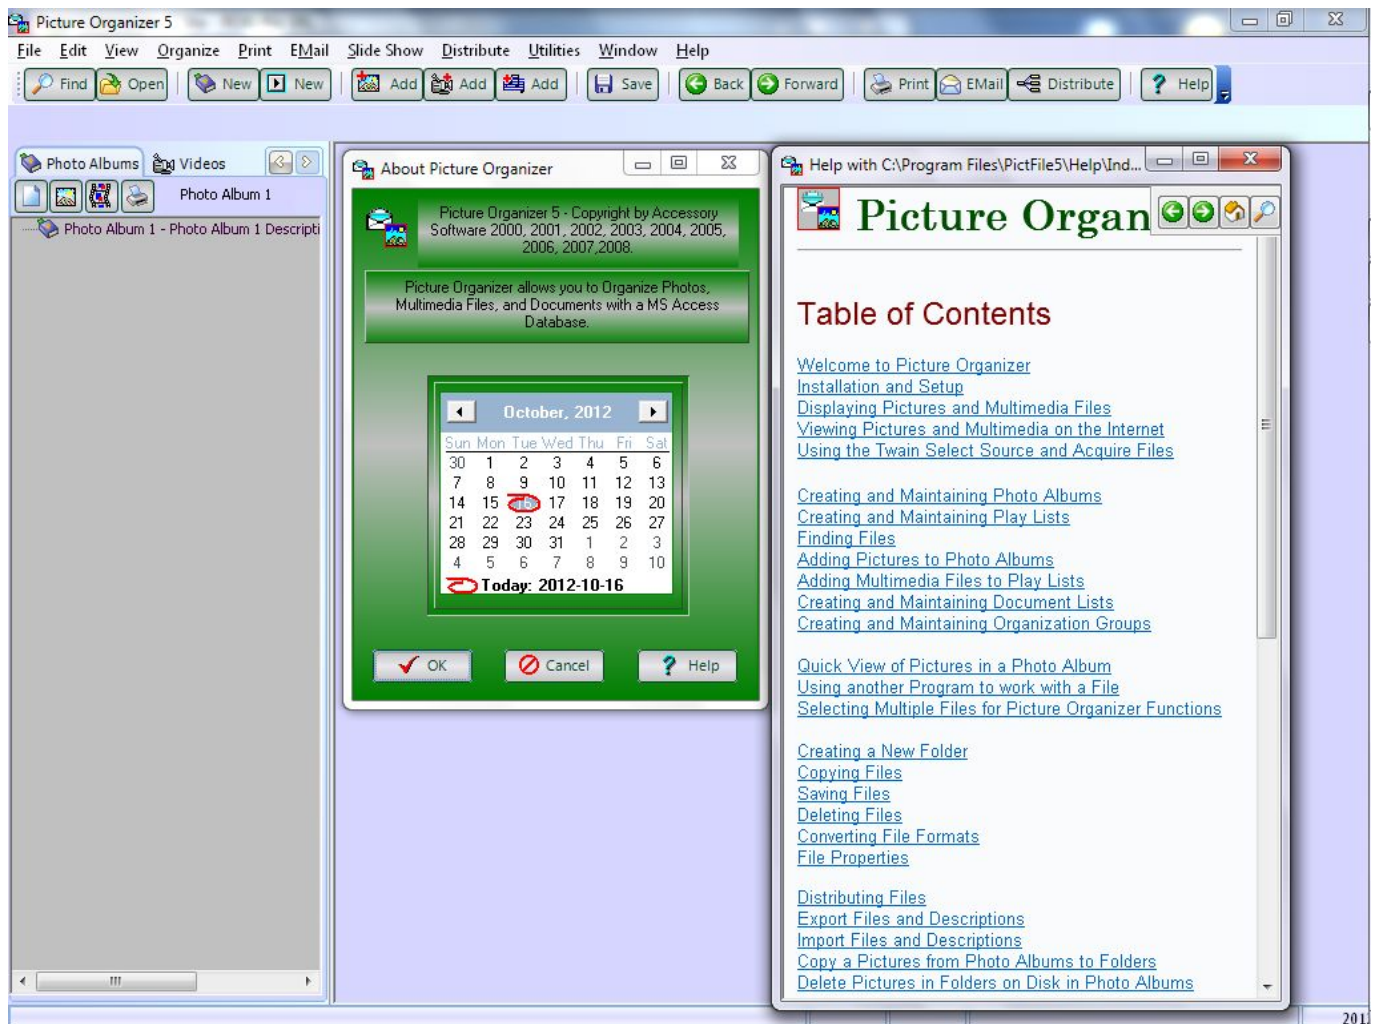 Picture Organizer 5
File Edit View Organize Print EMail Slide Show Distribute Utilities Window Help
Find Open New New Add Add Add Save Back Forward Print EMail Distribute Help
Photo Albums Videos
Photo Album 1
Photo Album 1 - Photo Album 1 Descripti
About Picture Organizer
Picture Organizer 5 - Copyright by Accessory
Software 2000, 2001, 2002, 2003, 2004, 2005,
2006, 2007,2008.
Picture Organizer allows you to Organize Photos,
Multimedia Files, and Documents with a MS Access
Database.
October, 2012
Sun Mon Tue Wed Thu Fri Sat
30 1 2 3 4 5 6
7 8 9 10 11 12 13
14 15 16 17 18 19 20
21 22 23 24 25 26 27
28 29 30 31 1 2 3
4 5 6 7 8 9 10
Today: 2012-10-16
OK Cancel Help
Help with C:\Program Files\PictFile5\Help\Ind...
Picture Organ
Table of Contents
Welcome to Picture Organizer
Installation and Setup
Displaying Pictures and Multimedia Files
Viewing Pictures and Multimedia on the Internet
Using the Twain Select Source and Acquire Files
Creating and Maintaining Photo Albums
Creating and Maintaining Play Lists
Finding Files
Adding Pictures to Photo Albums
Adding Multimedia Files to Play Lists
Creating and Maintaining Document Lists
Creating and Maintaining Organization Groups
Quick View of Pictures in a Photo Album
Using another Program to work with a File
Selecting Multiple Files for Picture Organizer Functions
Creating a New Folder
Copying Files
Saving Files
Deleting Files
Converting File Formats
File Properties
Distributing Files
Export Files and Descriptions
Import Files and Descriptions
Copy a Pictures from Photo Albums to Folders
Delete Pictures in Folders on Disk in Photo Albums